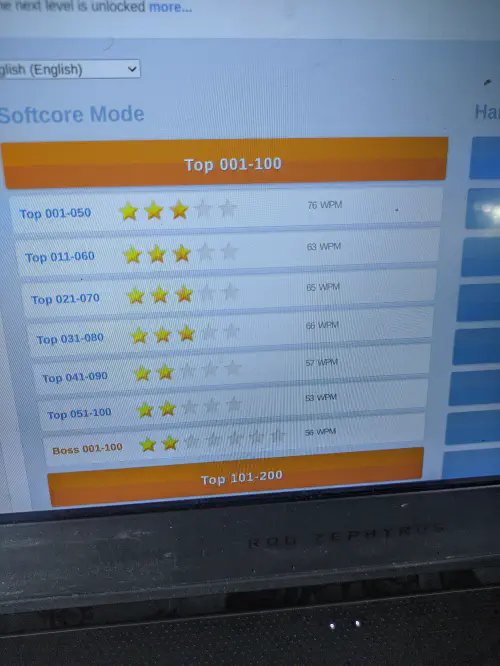 he next level is unlocked more...
glish (English)
Softcore Mode
Ha
Top 001-100
Top 001-050 76 WPM
Top 011-060 63 WPM
Top 021-070 65 WPM
Top 031-080 66 WPM
Top 041-090 57 WPM
Top 051-100 53 WPM
Boss 001-100 56 WPM
Top 101-200
ROG ZEPHYRUS